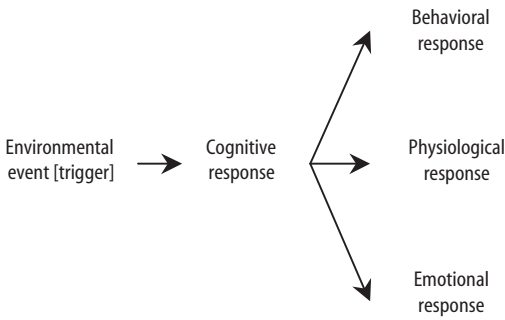 Behavioral
response
Environmental
event [trigger]
Cognitive
response
Physiological
response
Emotional
response